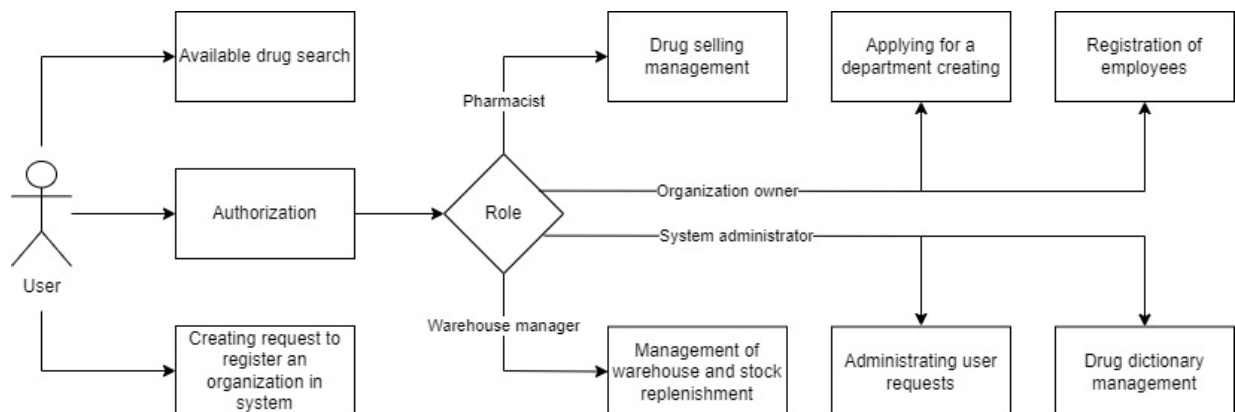 Available drug search
Drug selling
management
Applying for a
department creating
Registration of
employees
Pharmacist
Authorization
Role
Organization owner
System administrator
User
Warehouse manager
Creating request to
register an
organization in
system
Management of
warehouse and stock
replenishment
Administrating user
requests
Drug dictionary
management